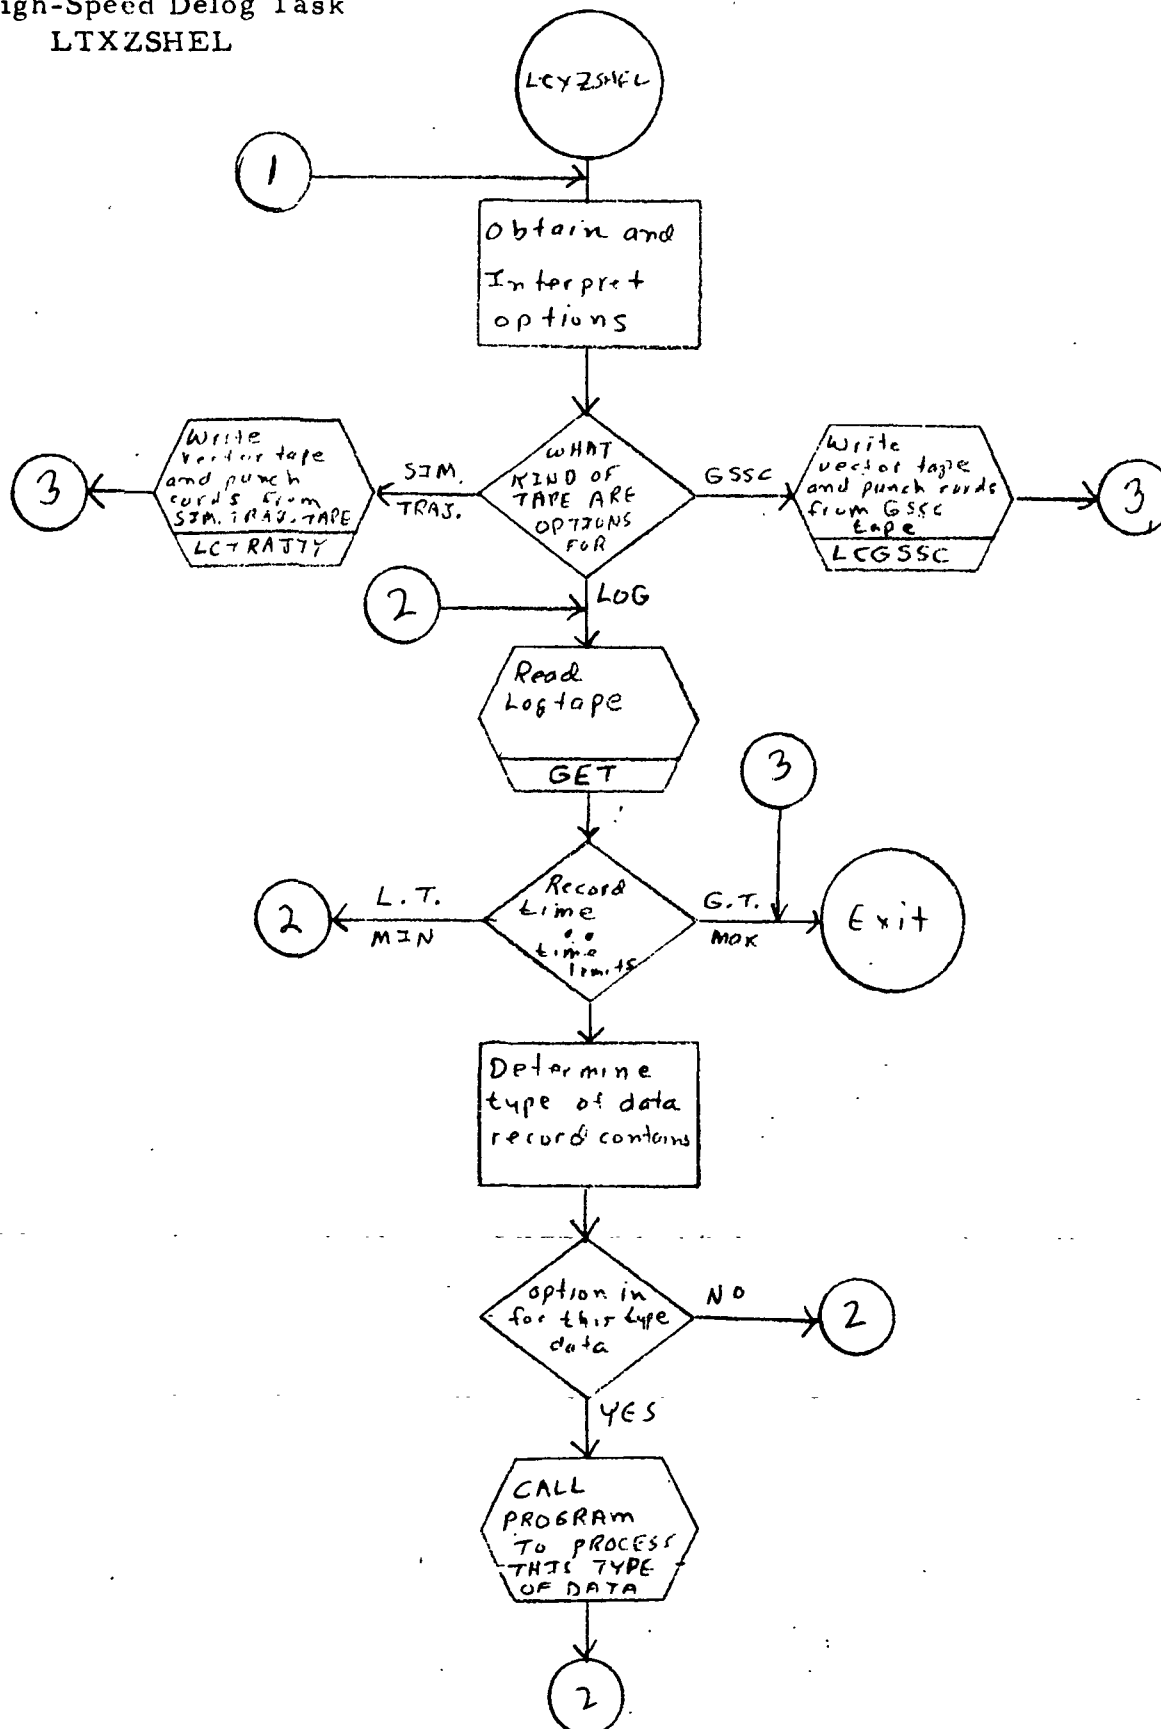 igh-Speed Delog Task
LTXZSHEL
LCYZSHEL
1
Obtain and
Interpret
options
Write
vector tape
and punch
cards from
SIM. TRAJ. TAPE
LCTRAJTY
3
SIM.
TRAJ.
WHAT
KIND OF
TAPE ARE
OPTIONS
FOR
GSSC
Write
vector tape
and punch cards
from GSSC
tape
LCGSSC
3
2
LOG
Read
Logtape
GET
3
2
L.T.
MIN
Record
time
: 
time
limits
G.T.
MAX
Exit
Determine
type of data
record contains
option in
for this type
data
NO
2
YES
CALL
PROGRAM
TO PROCESS
THIS TYPE
OF DATA
2